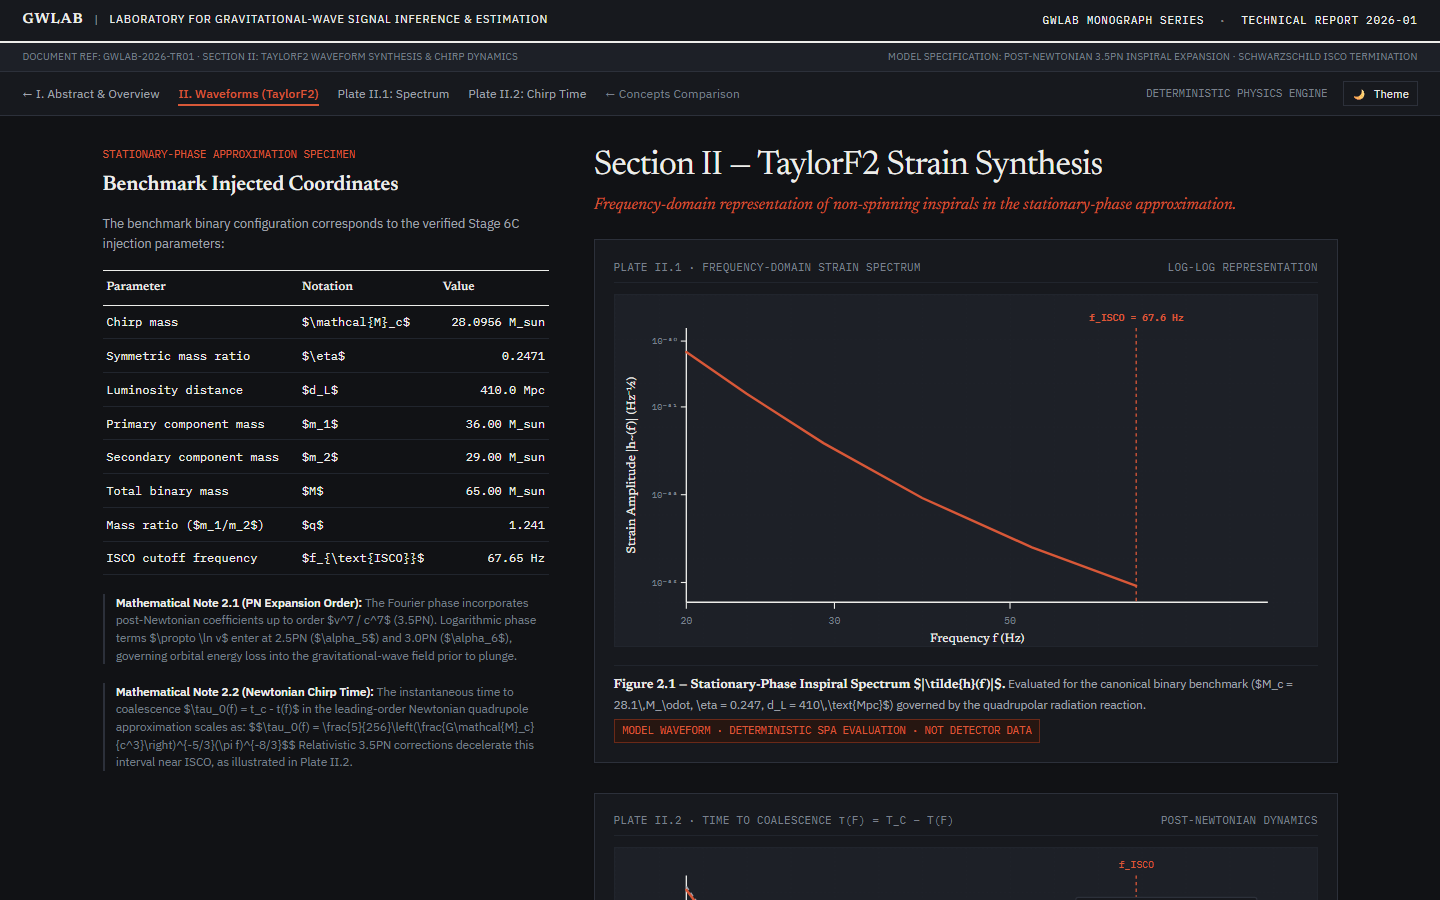 GWLAB | LABORATORY FOR GRAVITATIONAL-WAVE SIGNAL INFERENCE & ESTIMATION
GWLAB MONOGRAPH SERIES · TECHNICAL REPORT 2026-01
DOCUMENT REF: GWLAB-2026-TR01 · SECTION II: TAYLORF2 WAVEFORM SYNTHESIS & CHIRP DYNAMICS
MODEL SPECIFICATION: POST-NEWTONIAN 3.5PN INSPIRAL EXPANSION · SCHWARZSCHILD ISCO TERMINATION
← I. Abstract & Overview
II. Waveforms (TaylorF2)
Plate II.1: Spectrum
Plate II.2: Chirp Time
← Concepts Comparison
DETERMINISTIC PHYSICS ENGINE
🌙 Theme
STATIONARY-PHASE APPROXIMATION SPECIMEN
Benchmark Injected Coordinates
The benchmark binary configuration corresponds to the verified Stage 6C
injection parameters:
Parameter Notation Value
Chirp mass $\mathcal{M}_c$ 28.0956 M_sun
Symmetric mass ratio $\eta$ 0.2471
Luminosity distance $d_L$ 410.0 Mpc
Primary component mass $m_1$ 36.00 M_sun
Secondary component mass $m_2$ 29.00 M_sun
Total binary mass $M$ 65.00 M_sun
Mass ratio ($m_1/m_2$) $q$ 1.241
ISCO cutoff frequency $f_{\text{ISCO}}$ 67.65 Hz
Mathematical Note 2.1 (PN Expansion Order): The Fourier phase incorporates
post-Newtonian coefficients up to order $v^7 / c^7$ (3.5PN). Logarithmic phase
terms $\propto \ln v$ enter at 2.5PN ($\alpha_5$) and 3.0PN ($\alpha_6$),
governing orbital energy loss into the gravitational-wave field prior to plunge.
Mathematical Note 2.2 (Newtonian Chirp Time): The instantaneous time to
coalescence $\tau_0(f) = t_c - t(f)$ in the leading-order Newtonian quadrupole
approximation scales as: $$\tau_0(f) = \frac{5}{256}\left(\frac{G\mathcal{M}_c}
{c^3}\right)^{-5/3}(\pi f)^{-8/3}$$ Relativistic 3.5PN corrections decelerate this
interval near ISCO, as illustrated in Plate II.2.
Section II — TaylorF2 Strain Synthesis
Frequency-domain representation of non-spinning inspirals in the stationary-phase approximation.
PLATE II.1 · FREQUENCY-DOMAIN STRAIN SPECTRUM
LOG-LOG REPRESENTATION
f_ISCO = 67.6 Hz
Strain Amplitude |h~(f)| (Hz⁻½)
20 30 50
Frequency f (Hz)
Figure 2.1 — Stationary-Phase Inspiral Spectrum $|\tilde{h}(f)|$. Evaluated for the canonical binary benchmark ($M_c =
28.1\,M_\odot, \eta = 0.247, d_L = 410\,\text{Mpc}$) governed by the quadrupolar radiation reaction.
MODEL WAVEFORM · DETERMINISTIC SPA EVALUATION · NOT DETECTOR DATA
PLATE II.2 · TIME TO COALESCENCE τ(F) = T_C − T(F)
POST-NEWTONIAN DYNAMICS
f_ISCO